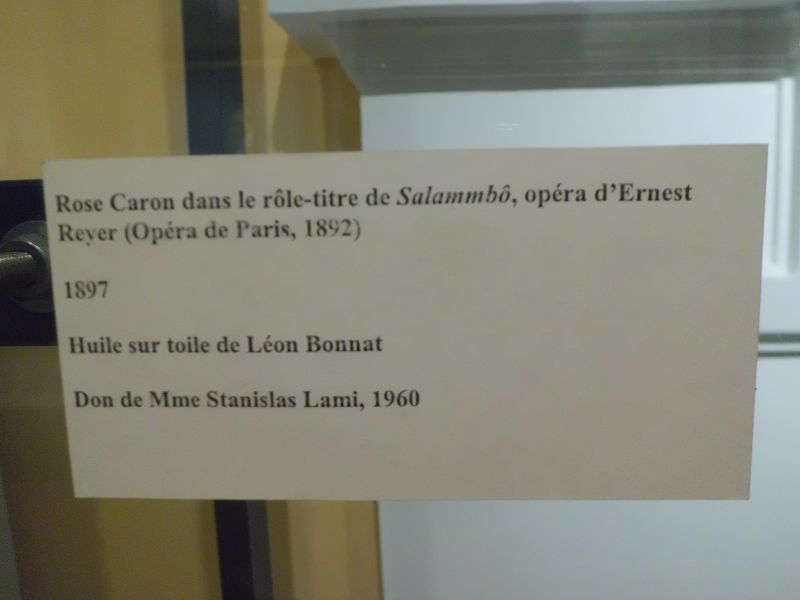 Rose Caron dans le rôle-titre de Salammbô, opéra d'Ernest
Reyer (Opéra de Paris, 1892)
1897
Huile sur toile de Léon Bonnat
Don de Mme Stanislas Lami, 1960